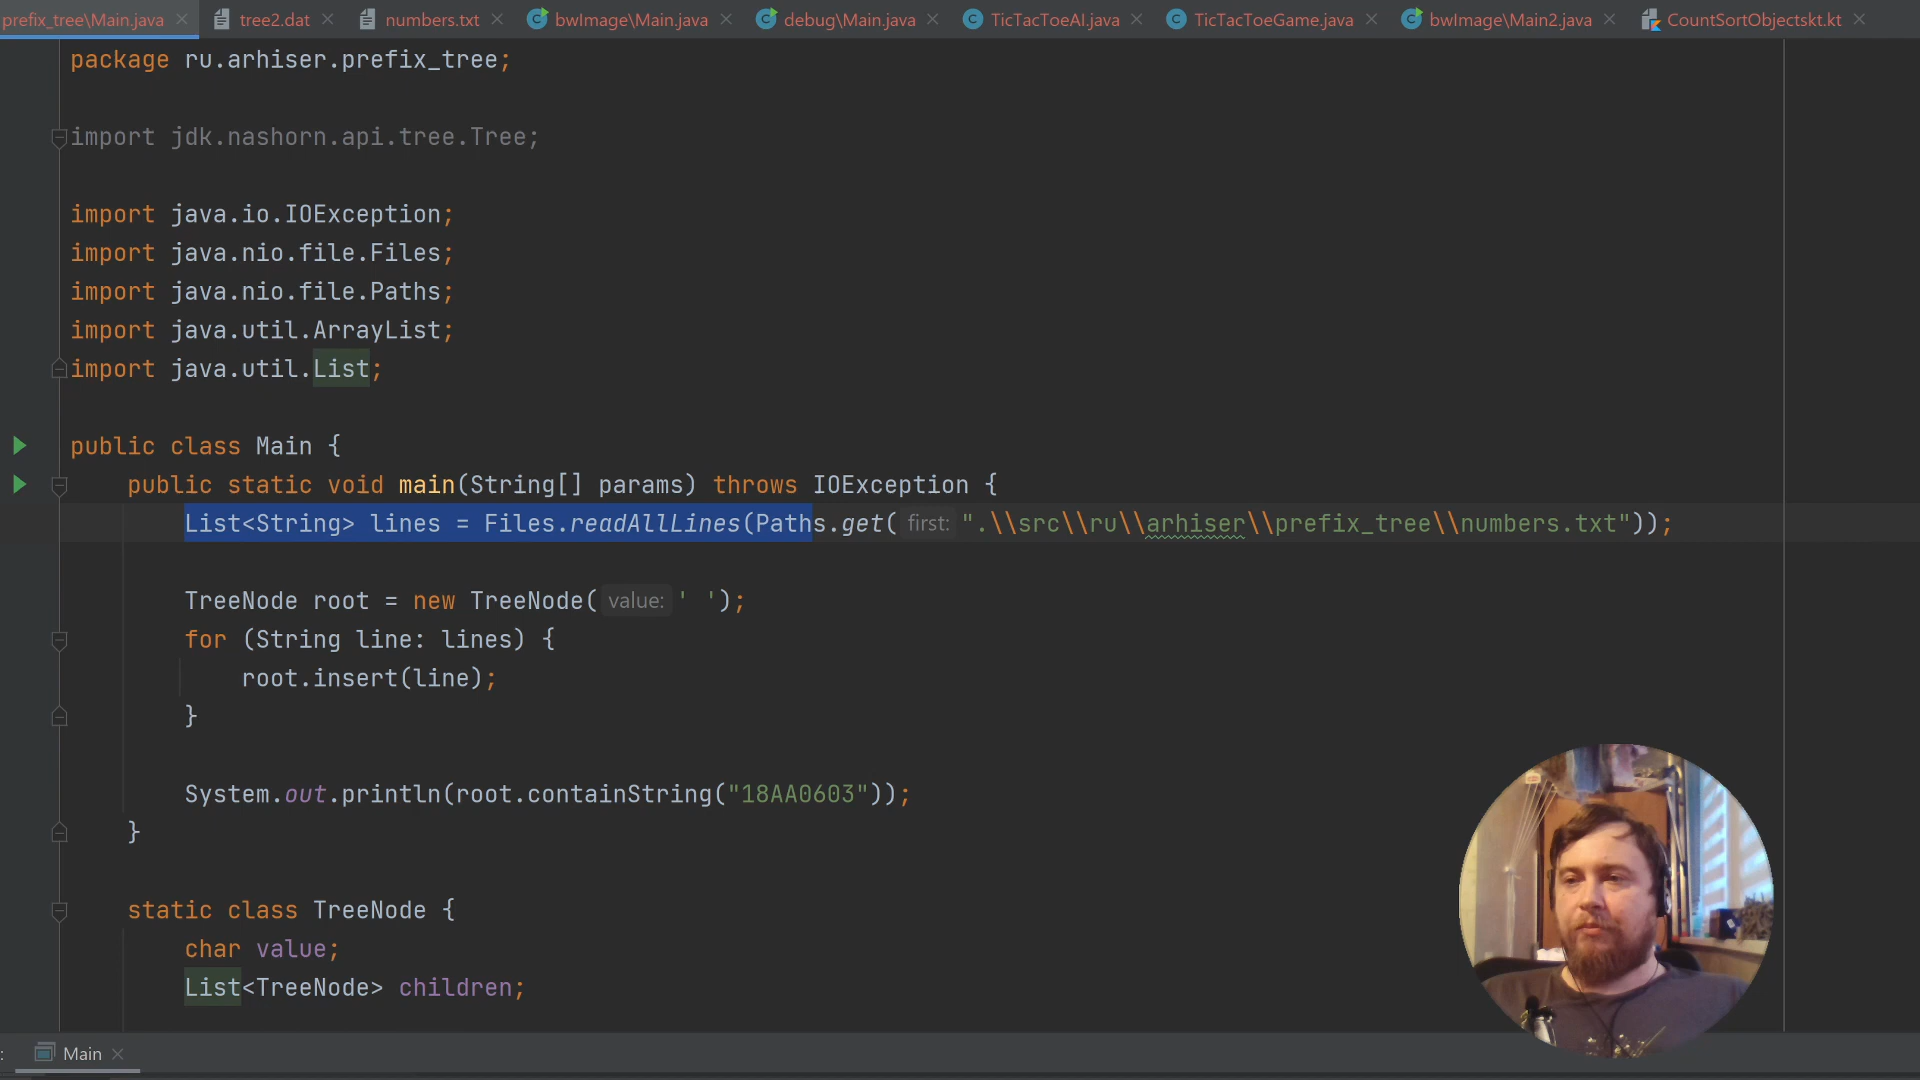 prefix_tree\Main.java tree2.dat numbers.txt bwImage\Main.java debug\Main.java TicTacToeAI.java TicTacToeGame.java bwImage\Main2.java CountSortObjectskt.kt
package ru.arhiser.prefix_tree;
import jdk.nashorn.api.tree.Tree;
import java.io.IOException;
import java.nio.file.Files;
import java.nio.file.Paths;
import java.util.ArrayList;
import java.util.List;
public class Main {
public static void main(String[] params) throws IOException {
List<String> lines = Files.readAllLines(Paths.get( first: ".\\src\\ru\\arhiser\\prefix_tree\\numbers.txt"));
TreeNode root = new TreeNode( value: ' ');
for (String line: lines) {
root.insert(line);
}
System.out.println(root.containString("18AA0603"));
}
static class TreeNode {
char value;
List<TreeNode> children;
: Main